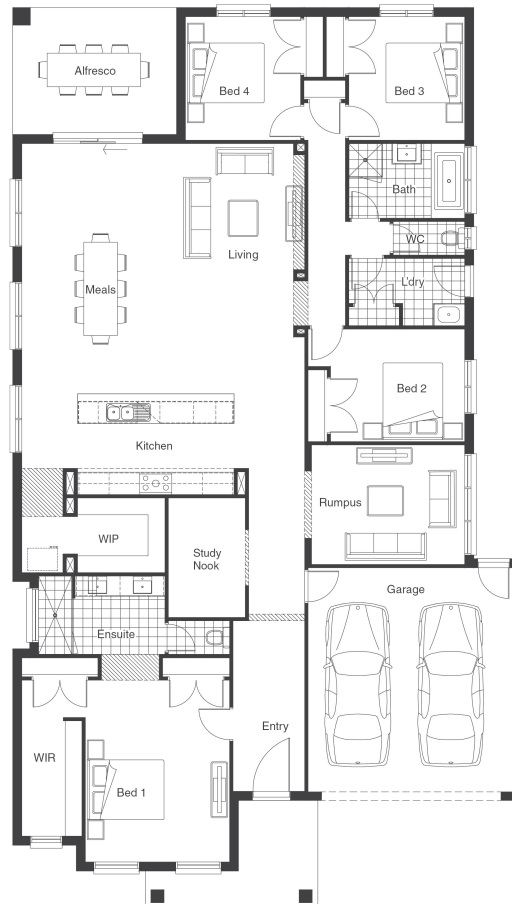 Alfresco
Bed 4
Bed 3
Bath
WC
L'dry
Living
Meals
Bed 2
Kitchen
Rumpus
WIP
Study
Nook
Garage
Ensuite
Entry
WIR
Bed 1